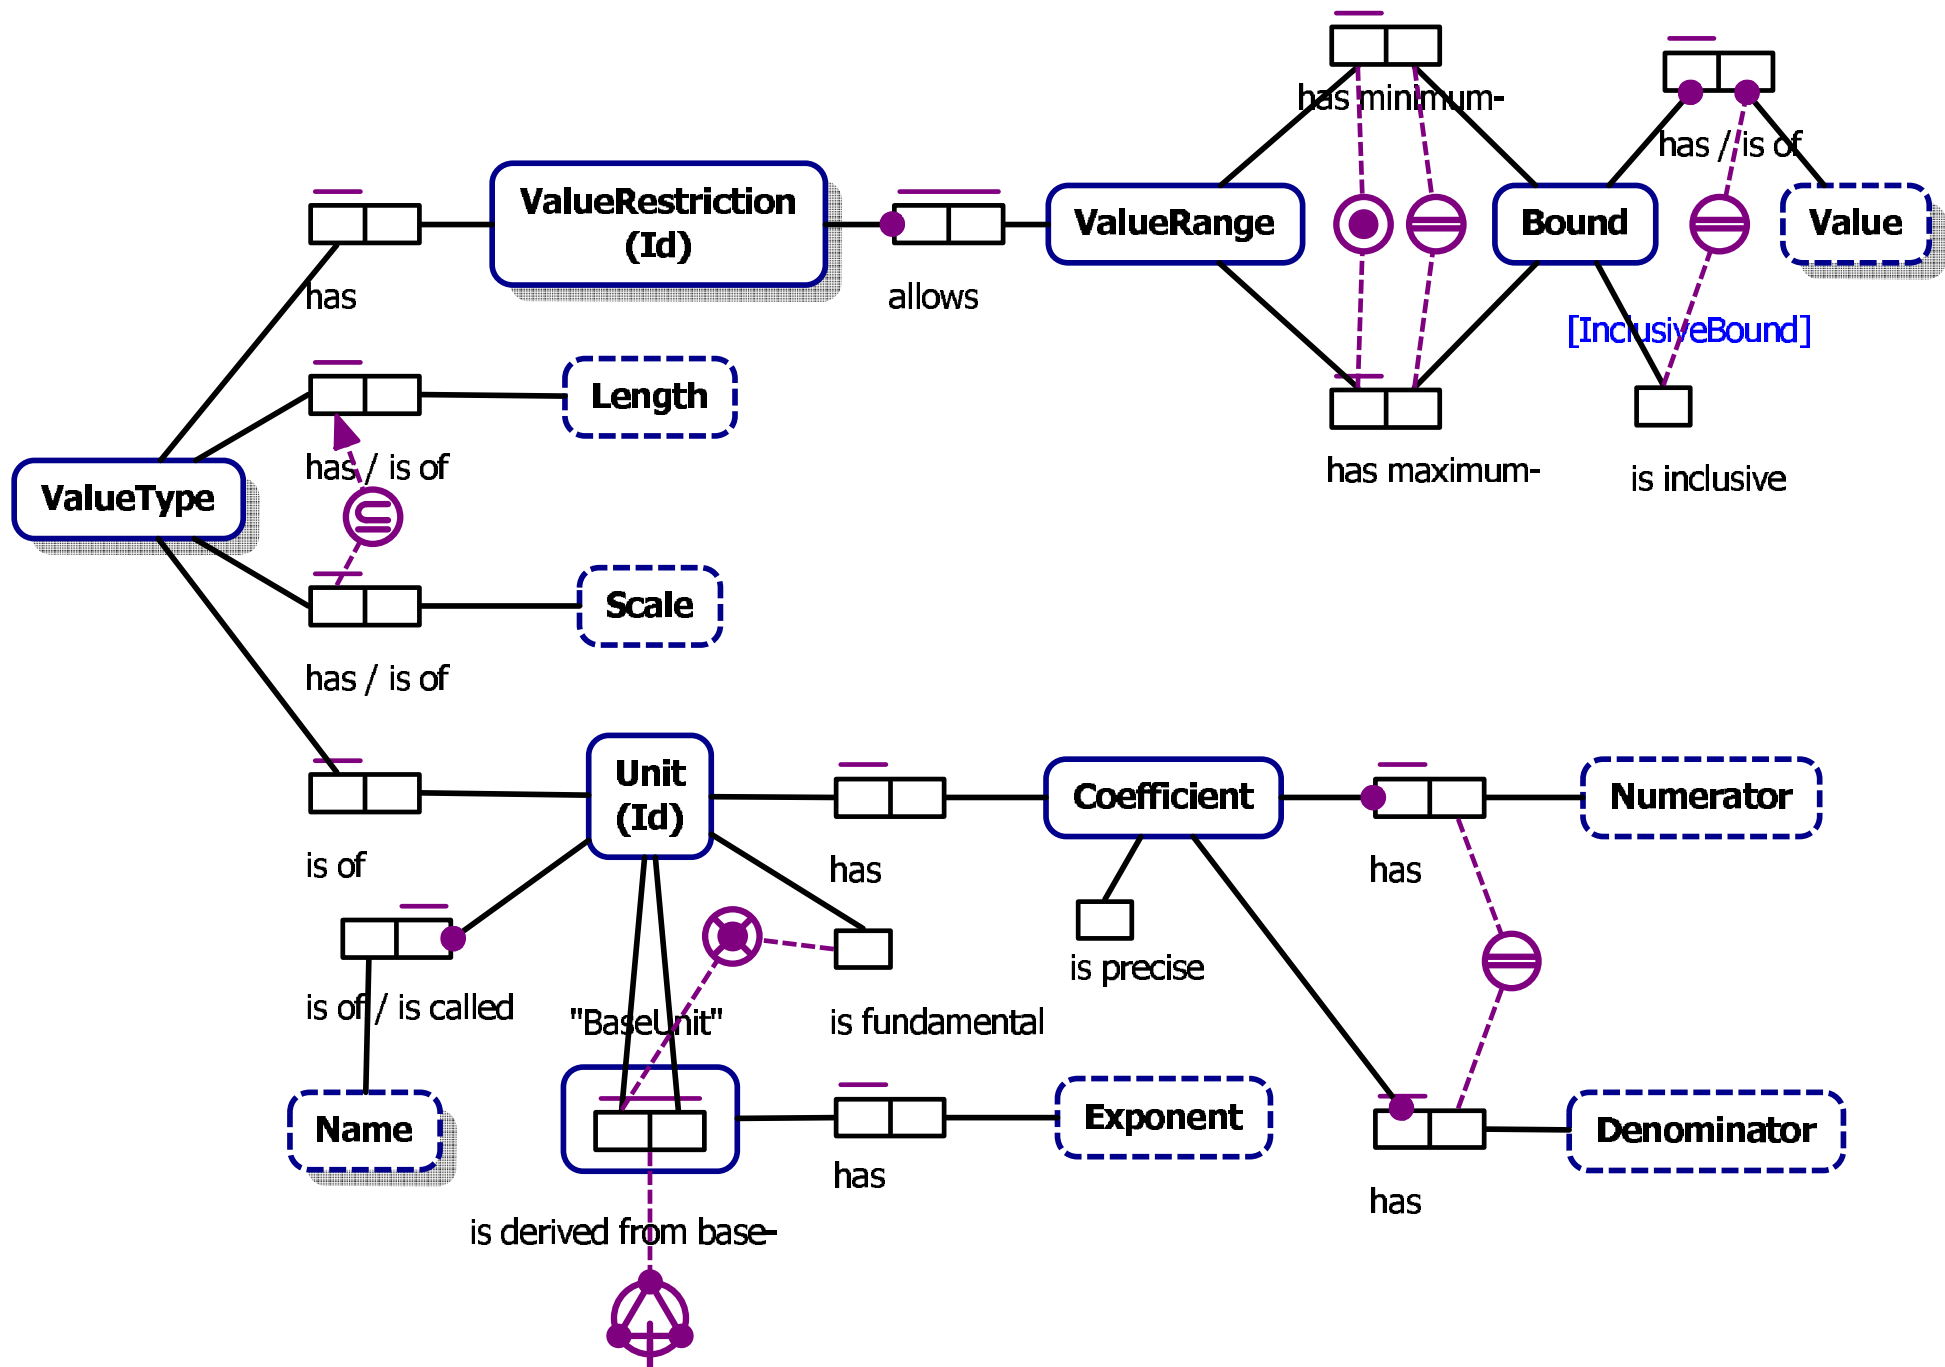 has minimum-
has / is of
ValueRestriction
(Id)
ValueRange
Bound
Value
has
allows
[InclusiveBound]
Length
has / is of
has maximum-
is inclusive
ValueType
Scale
has / is of
Unit
(Id)
Coefficient
Numerator
is of
has
has
is precise
is of / is called
"BaseUnit"
is fundamental
Name
Exponent
Denominator
has
has
is derived from base-